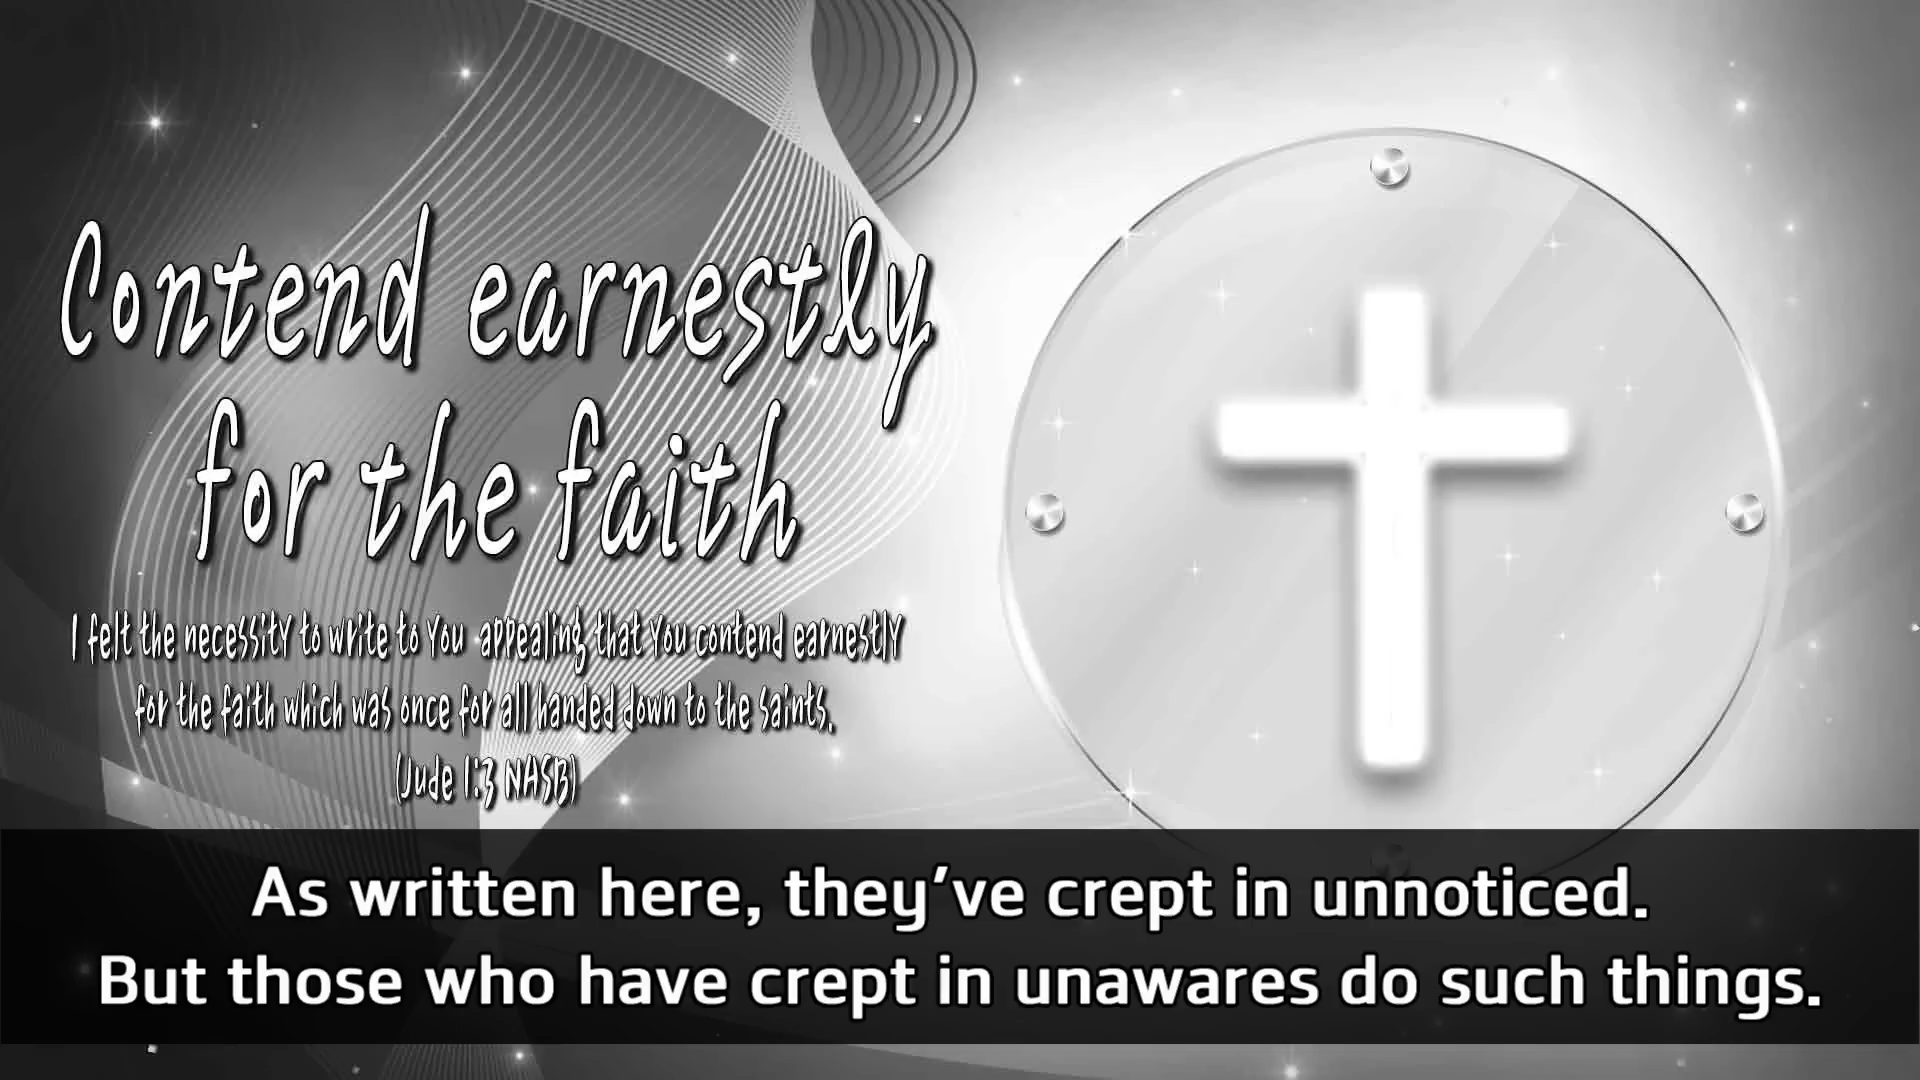 Contend earnestly
for the faith
I felt the necessity to write to you appealing that you contend earnestly
for the faith which was once for all handed down to the saints.
(Jude 1:3 NASB)
As written here, they've crept in unnoticed.
But those who have crept in unawares do such things.